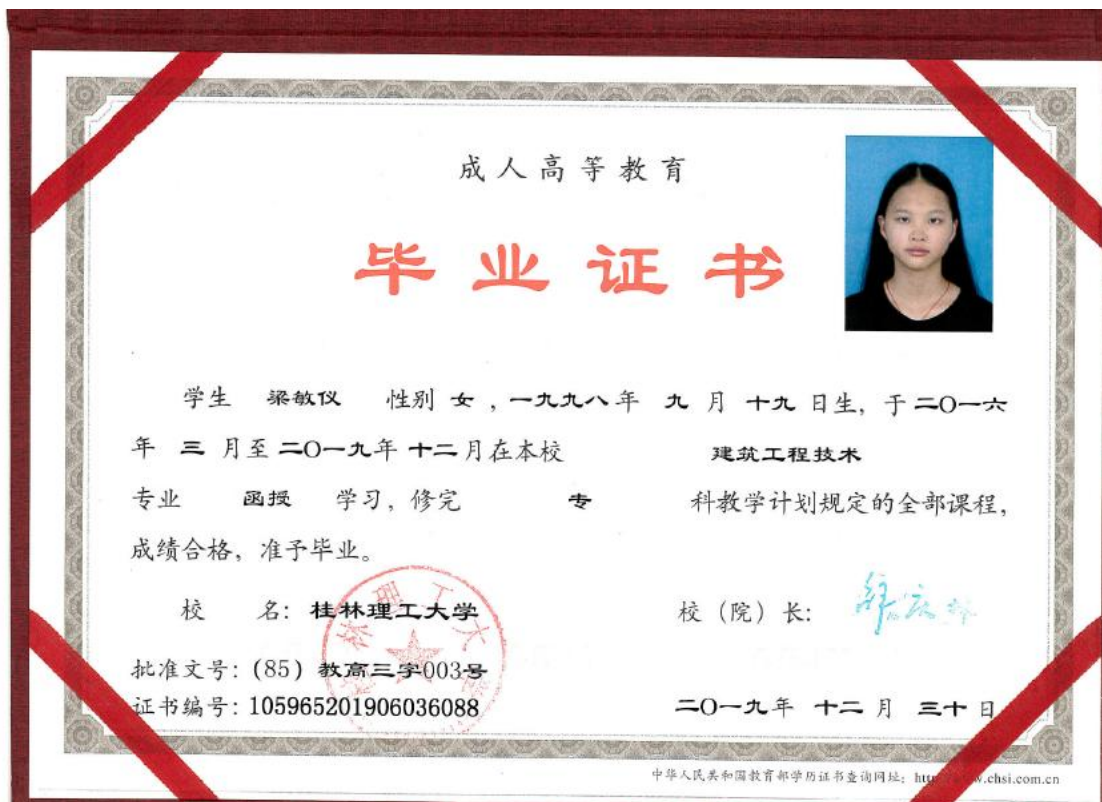 成人高等教育
毕业证书
学生 梁敏仪 性别 女，一九九八年 九 月 十九 日生，于二O一六
年 三 月至二O一九年 十二 月在本校 建筑工程技术
专业 函授 学习，修完 专 科教学计划规定的全部课程，
成绩合格，准予毕业。
校 名：桂林理工大学 校（院）长：
批准文号：(85) 教高三字003号
证书编号：105965201906036088 二O一九年 十二 月 三十 日
中华人民共和国教育部学历证书查询网址：http www.chsi.com.cn